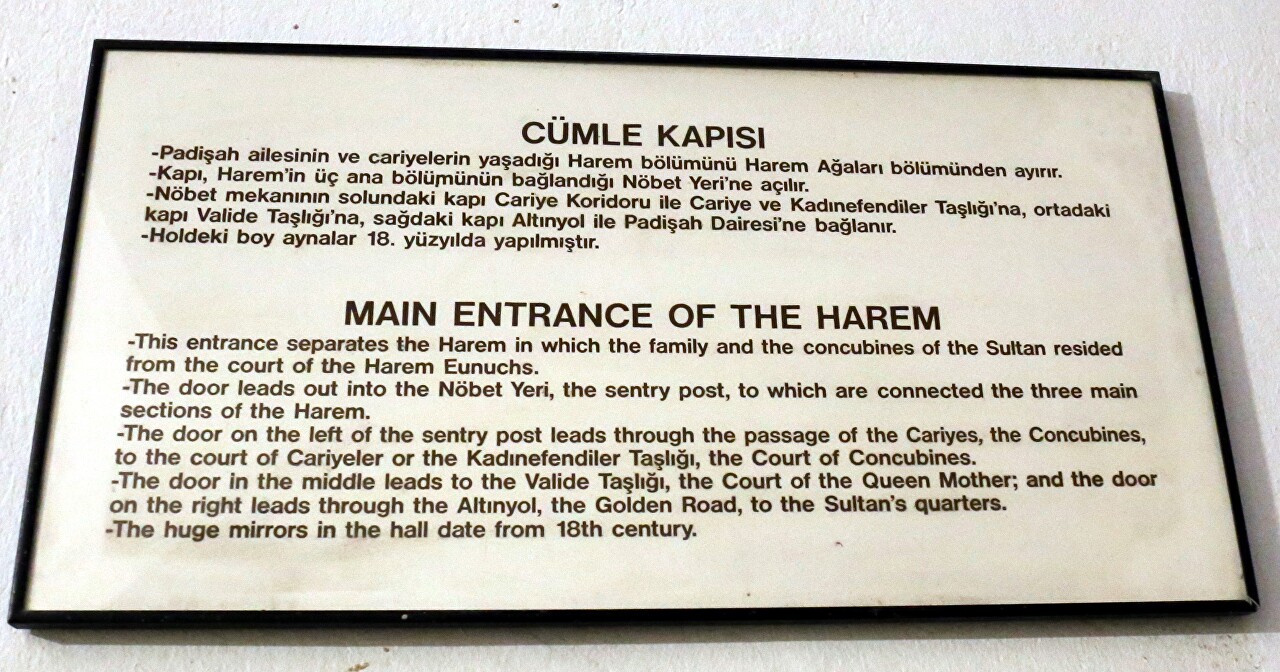 CÜMLE KAPISI
-Padişah ailesinin ve cariyelerin yaşadığı Harem bölümünü Harem Ağaları bölümünden ayırır.
-Kapı, Harem'in üç ana bölümünün bağlandığı Nöbet Yeri'ne açılır.
-Nöbet mekanının solundaki kapı Cariye Koridoru ile Cariye ve Kadınefendiler Taşlığı'na, ortadaki
kapı Valide Taşlığı'na, sağdaki kapı Altınyol ile Padişah Dairesi'ne bağlanır.
-Holdeki boy aynalar 18. yüzyılda yapılmıştır.
MAIN ENTRANCE OF THE HAREM
-This entrance separates the Harem in which the family and the concubines of the Sultan resided
from the court of the Harem Eunuchs.
-The door leads out into the Nöbet Yeri, the sentry post, to which are connected the three main
sections of the Harem.
-The door on the left of the sentry post leads through the passage of the Cariyes, the Concubines,
to the court of Cariyeler or the Kadınefendiler Taşlığı, the Court of Concubines.
-The door in the middle leads to the Valide Taşlığı, the Court of the Queen Mother; and the door
on the right leads through the Altınyol, the Golden Road, to the Sultan's quarters.
-The huge mirrors in the hall date from 18th century.